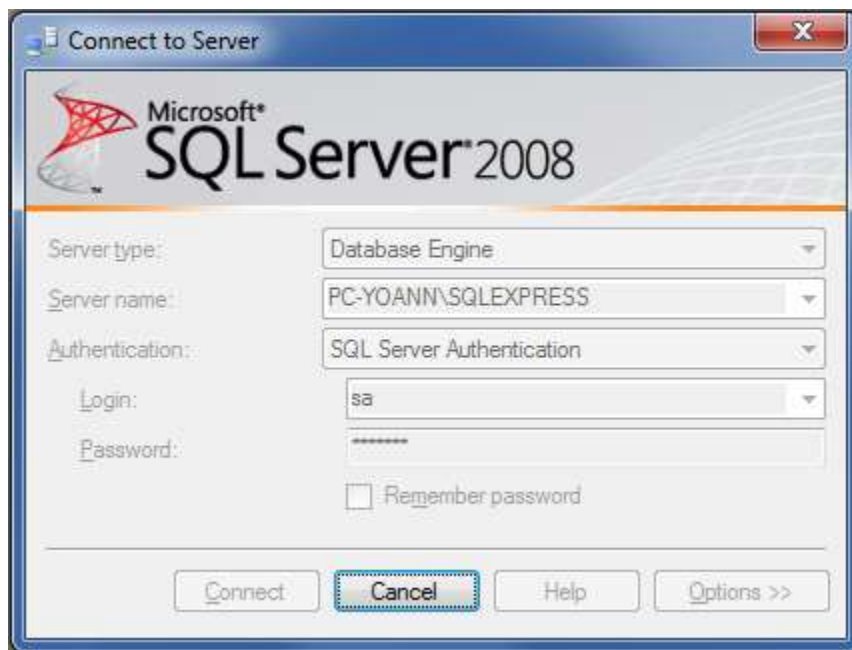 Connect to Server
Microsoft®
SQL Server® 2008
™
Server type: Database Engine
Server name: PC-YOANN\SQLEXPRESS
Authentication: SQL Server Authentication
Login: sa
Password: *******
Remember password
Connect Cancel Help Options >>